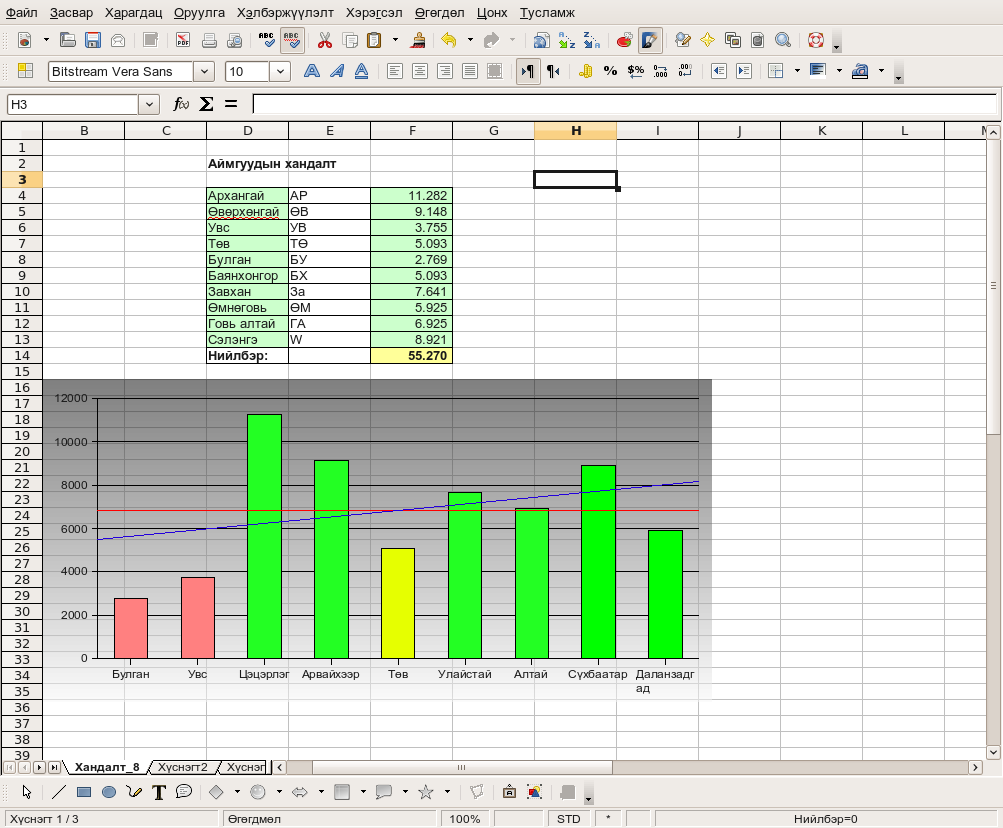 Файл Засвар Харагдац Оруулга Хэлбэржүүлэлт Хэрэгсэл Өгөгдөл Цонх Тусламж
ABC ABC
Bitstream Vera Sans 10
H3 f(x) Σ =
B C D E F G H I J K L
1
2 Аймгуудын хандалт
3
4 Архангай АР 11.282
5 Өвөрхөнгай ӨВ 9.148
6 Увс УВ 3.755
7 Төв ТӨ 5.093
8 Булган БУ 2.769
9 Баянхонгор БХ 5.093
10 Завхан За 7.641
11 Өмнөговь ӨМ 5.925
12 Говь алтай ГА 6.925
13 Сэлэнгэ W 8.921
14 Нийлбэр: 55.270
15
16
17
18
19
20
21
22
23
24
25
26
27
28
29
30
31
32
33
34
35
36
37
38
39
12000
10000
8000
6000
4000
2000
0
Булган Увс Цэцэрлэг Арвайхээр Төв Улайстай Алтай Сүхбаатар Даланзадг
ад
Хандалт_8 Хүснэгт2 Хүснэг
Хүснэгт 1 / 3 Өгөгдмөл 100% STD * Нийлбэр=0